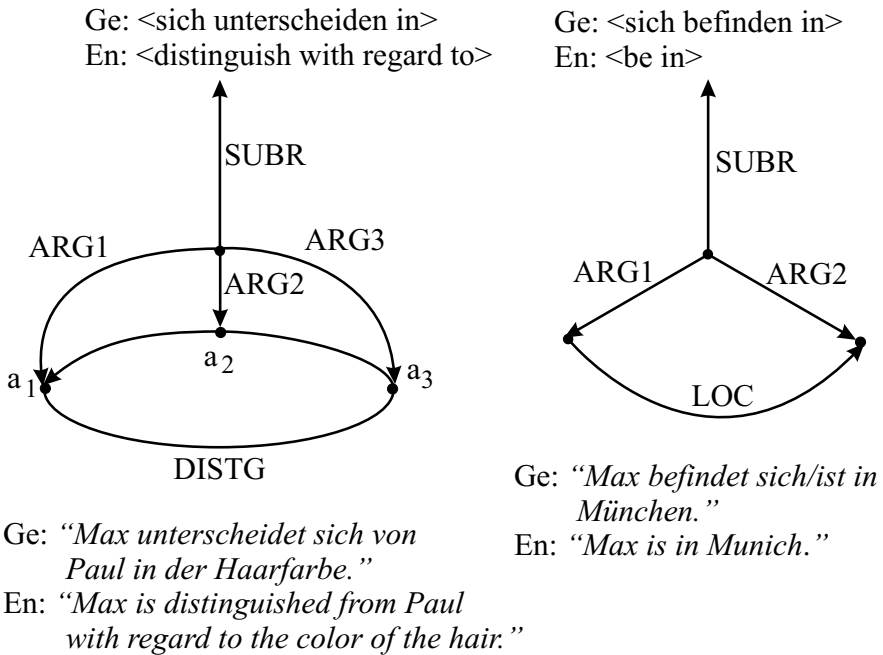 Ge: <sich unterscheiden in>
En: <distinguish with regard to>
SUBR
ARG1
ARG3
ARG2
a2
a1
a3
DISTG
Ge: “Max unterscheidet sich von
Paul in der Haarfarbe.”
En: “Max is distinguished from Paul
with regard to the color of the hair.”
Ge: <sich befinden in>
En: <be in>
SUBR
ARG1
ARG2
LOC
Ge: “Max befindet sich/ist in
München.”
En: “Max is in Munich.”